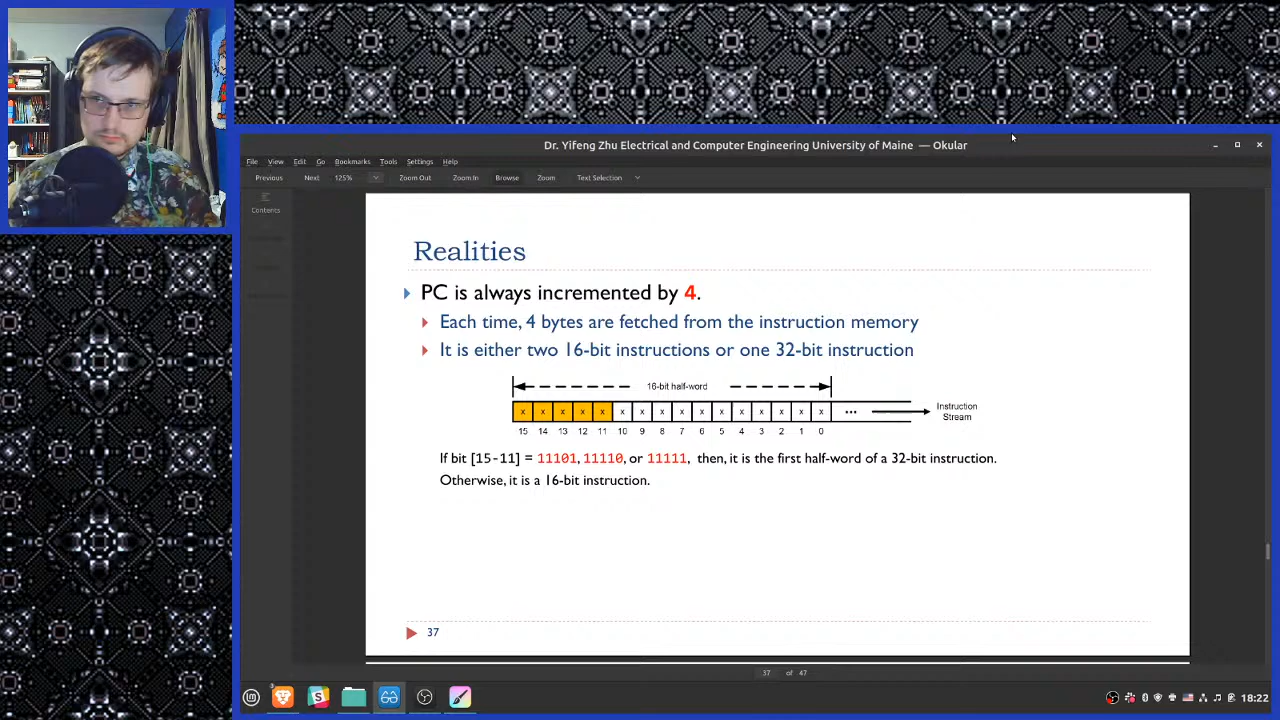 Dr. Yifeng Zhu Electrical and Computer Engineering University of Maine — Okular
File View Edit Go Bookmarks Tools Settings Help
Previous Next 125% Zoom Out Zoom In Browse Zoom Text Selection
Contents
Realities
PC is always incremented by 4.
Each time, 4 bytes are fetched from the instruction memory
It is either two 16-bit instructions or one 32-bit instruction
16-bit half-word
x x x x x x x x x x x x x x x x ...
Instruction
Stream
15 14 13 12 11 10 9 8 7 6 5 4 3 2 1 0
If bit [15-11] = 11101, 11110, or 11111, then, it is the first half-word of a 32-bit instruction.
Otherwise, it is a 16-bit instruction.
37
37 of 47
18:22